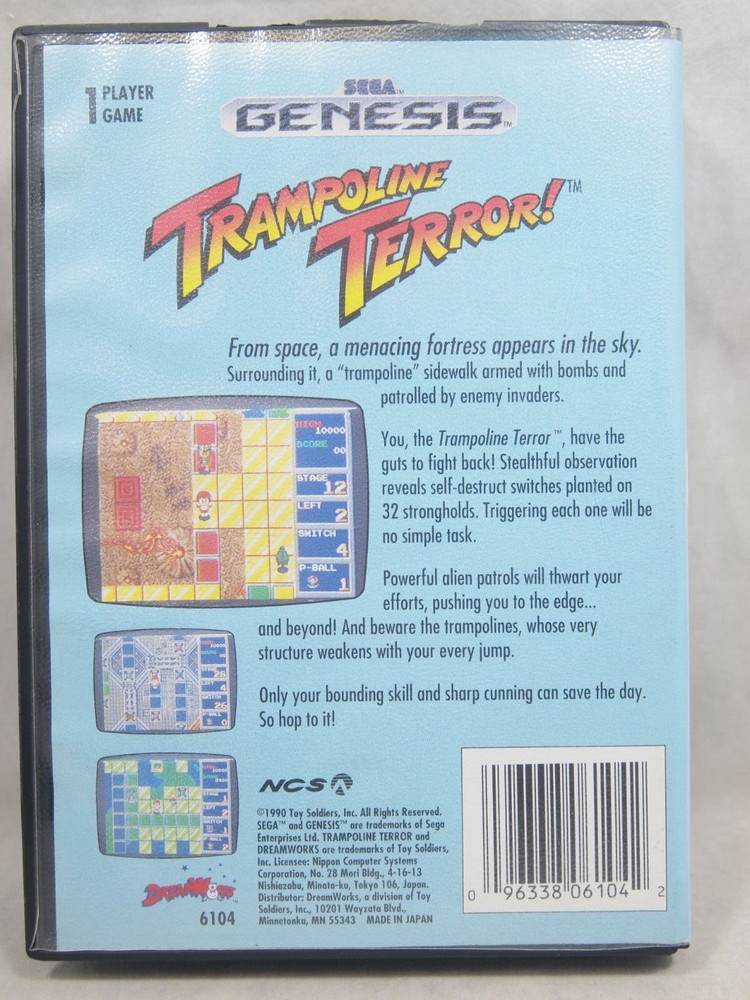 1 PLAYER
GAME
SEGA™
GENESIS™
TRAMPOLINE
TERROR!™
From space, a menacing fortress appears in the sky.
Surrounding it, a “trampoline” sidewalk armed with bombs and
patrolled by enemy invaders.
HIGH
10000
SCORE
00
STAGE
12
LEFT
2
SWITCH
4
P-BALL
1
You, the Trampoline Terror™, have the
guts to fight back! Stealthful observation
reveals self-destruct switches planted on
32 strongholds. Triggering each one will be
no simple task.
Powerful alien patrols will thwart your
efforts, pushing you to the edge...
and beyond! And beware the trampolines, whose very
structure weakens with your every jump.
Only your bounding skill and sharp cunning can save the day.
So hop to it!
NCS
©1990 Toy Soldiers, Inc. All Rights Reserved.
SEGA™ and GENESIS™ are trademarks of Sega
Enterprises Ltd. TRAMPOLINE TERROR and
DREAMWORKS are trademarks of Toy Soldiers,
Inc. Licensee: Nippon Computer Systems
Corporation, No. 28 Mori Bldg., 4-16-13
Nishiazabu, Minato-ku, Tokyo 106, Japan.
Distributor: DreamWorks, a division of Toy
Soldiers, Inc., 10201 Wayzata Blvd.,
Minnetonka, MN 55343 MADE IN JAPAN
DREAMWORKS
6104
0 96338 06104 2